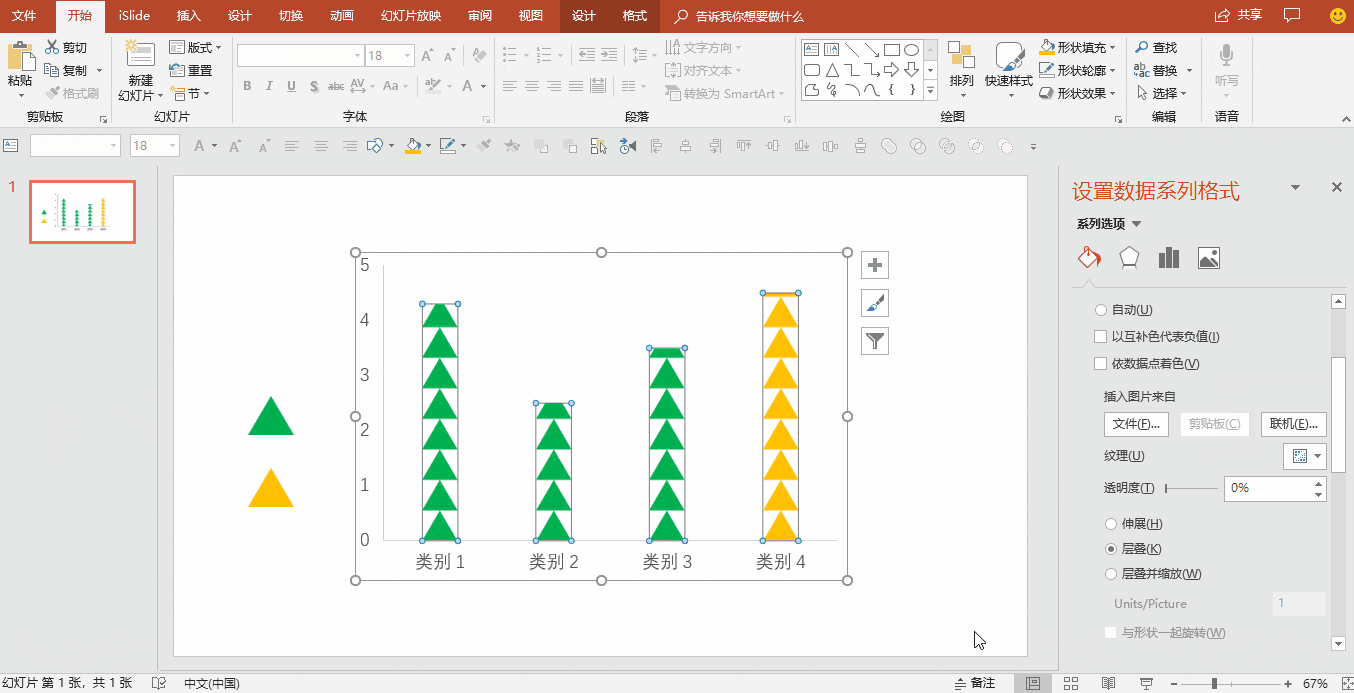 文件 开始 iSlide 插入 设计 切换 动画 幻灯片放映 审阅 视图 设计 格式 告诉我你想要做什么 共享
粘贴 剪切 复制 格式刷 剪贴板
新建 幻灯片 版式 重置 节 幻灯片
18 A A
B I U S abc AV Aa A 字体
文字方向 对齐文本 转换为 SmartArt 段落
排列 快速样式 形状填充 形状轮廓 形状效果 绘图
查找 替换 选择 编辑
听写 语音
18 A A A
1
5
4
3
2
1
0
类别 1 类别 2 类别 3 类别 4
设置数据系列格式
系列选项
自动(U)
以互补色代表负值(I)
依数据点着色(V)
插入图片来自
文件(F)... 剪贴板(C) 联机(E)...
纹理(U)
透明度(T) 0%
伸展(H)
层叠(K)
层叠并缩放(W)
Units/Picture 1
与形状一起旋转(W)
幻灯片 第 1 张，共 1 张 中文(中国) 备注 67%